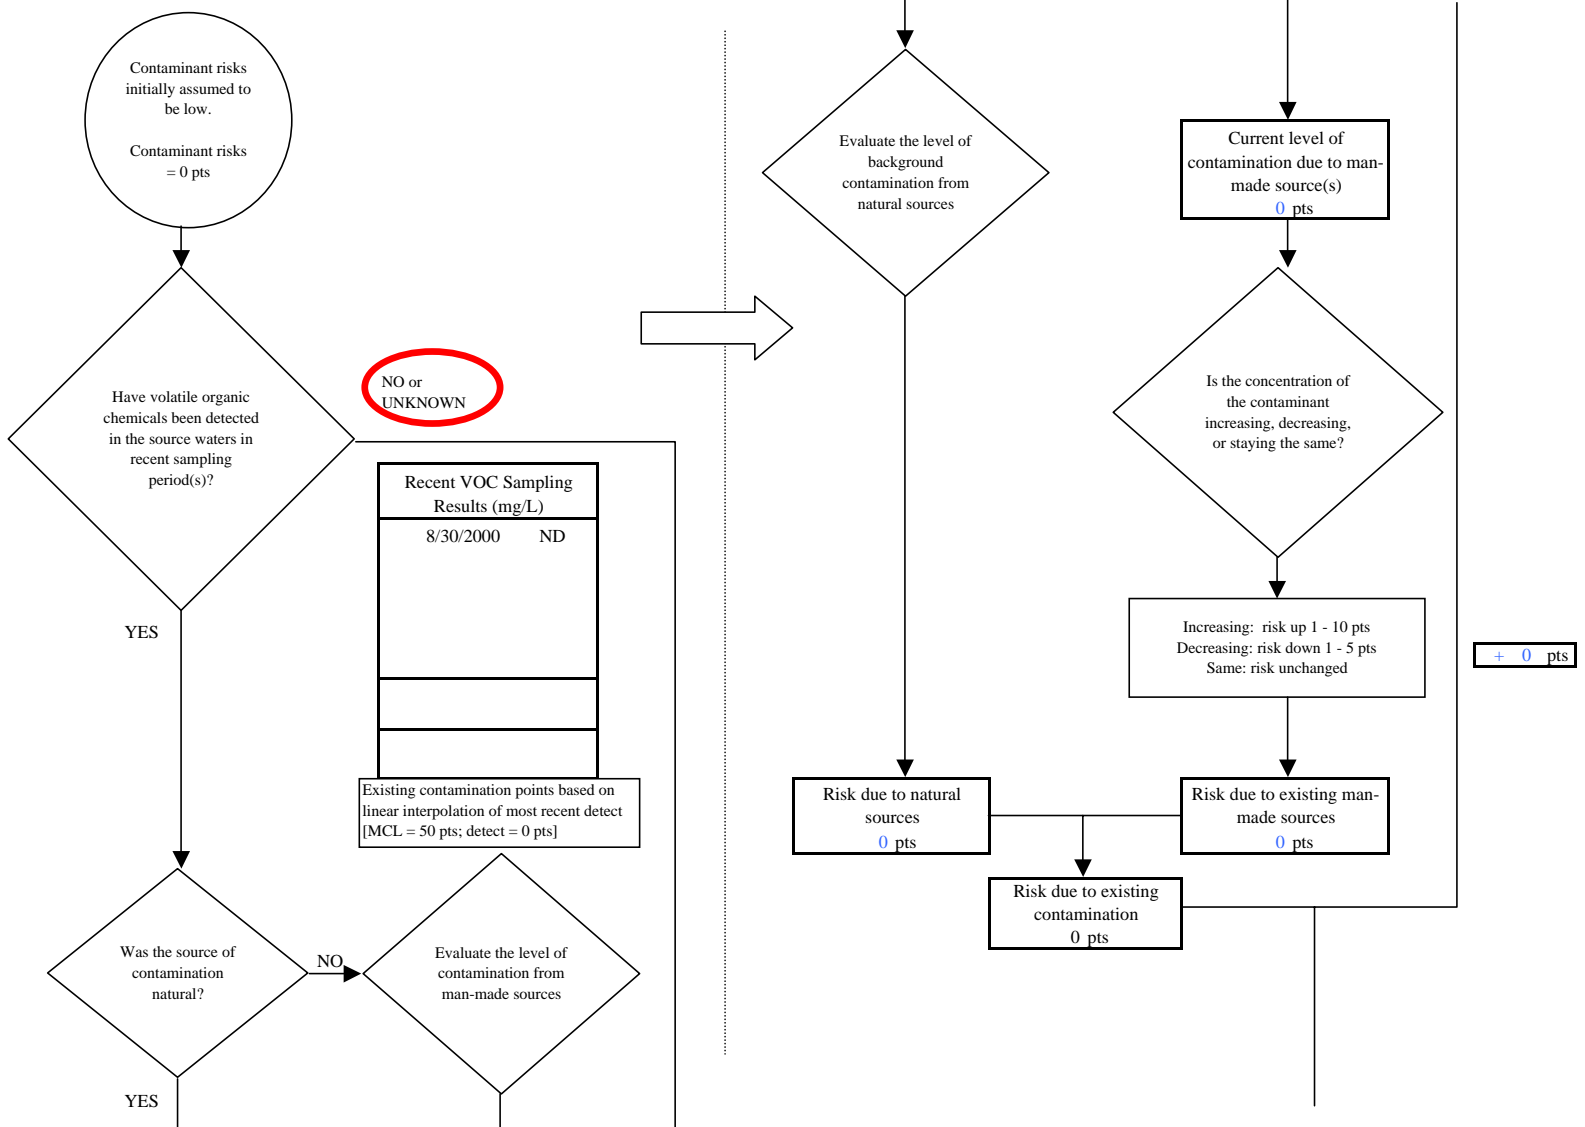 Contaminant risks
initially assumed to
be low.
Contaminant risks
= 0 pts
Have volatile organic
chemicals been detected
in the source waters in
recent sampling
period(s)?
NO or
UNKNOWN
YES
Recent VOC Sampling
Results (mg/L)
8/30/2000 ND
Existing contamination points based on
linear interpolation of most recent detect
[MCL = 50 pts; detect = 0 pts]
Was the source of
contamination
natural?
NO
YES
Evaluate the level of
contamination from
man-made sources
Evaluate the level of
background
contamination from
natural sources
Current level of
contamination due to man-
made source(s)
0 pts
Is the concentration of
the contaminant
increasing, decreasing,
or staying the same?
Increasing: risk up 1 - 10 pts
Decreasing: risk down 1 - 5 pts
Same: risk unchanged
+ 0 pts
Risk due to natural
sources
0 pts
Risk due to existing man-
made sources
0 pts
Risk due to existing
contamination
0 pts